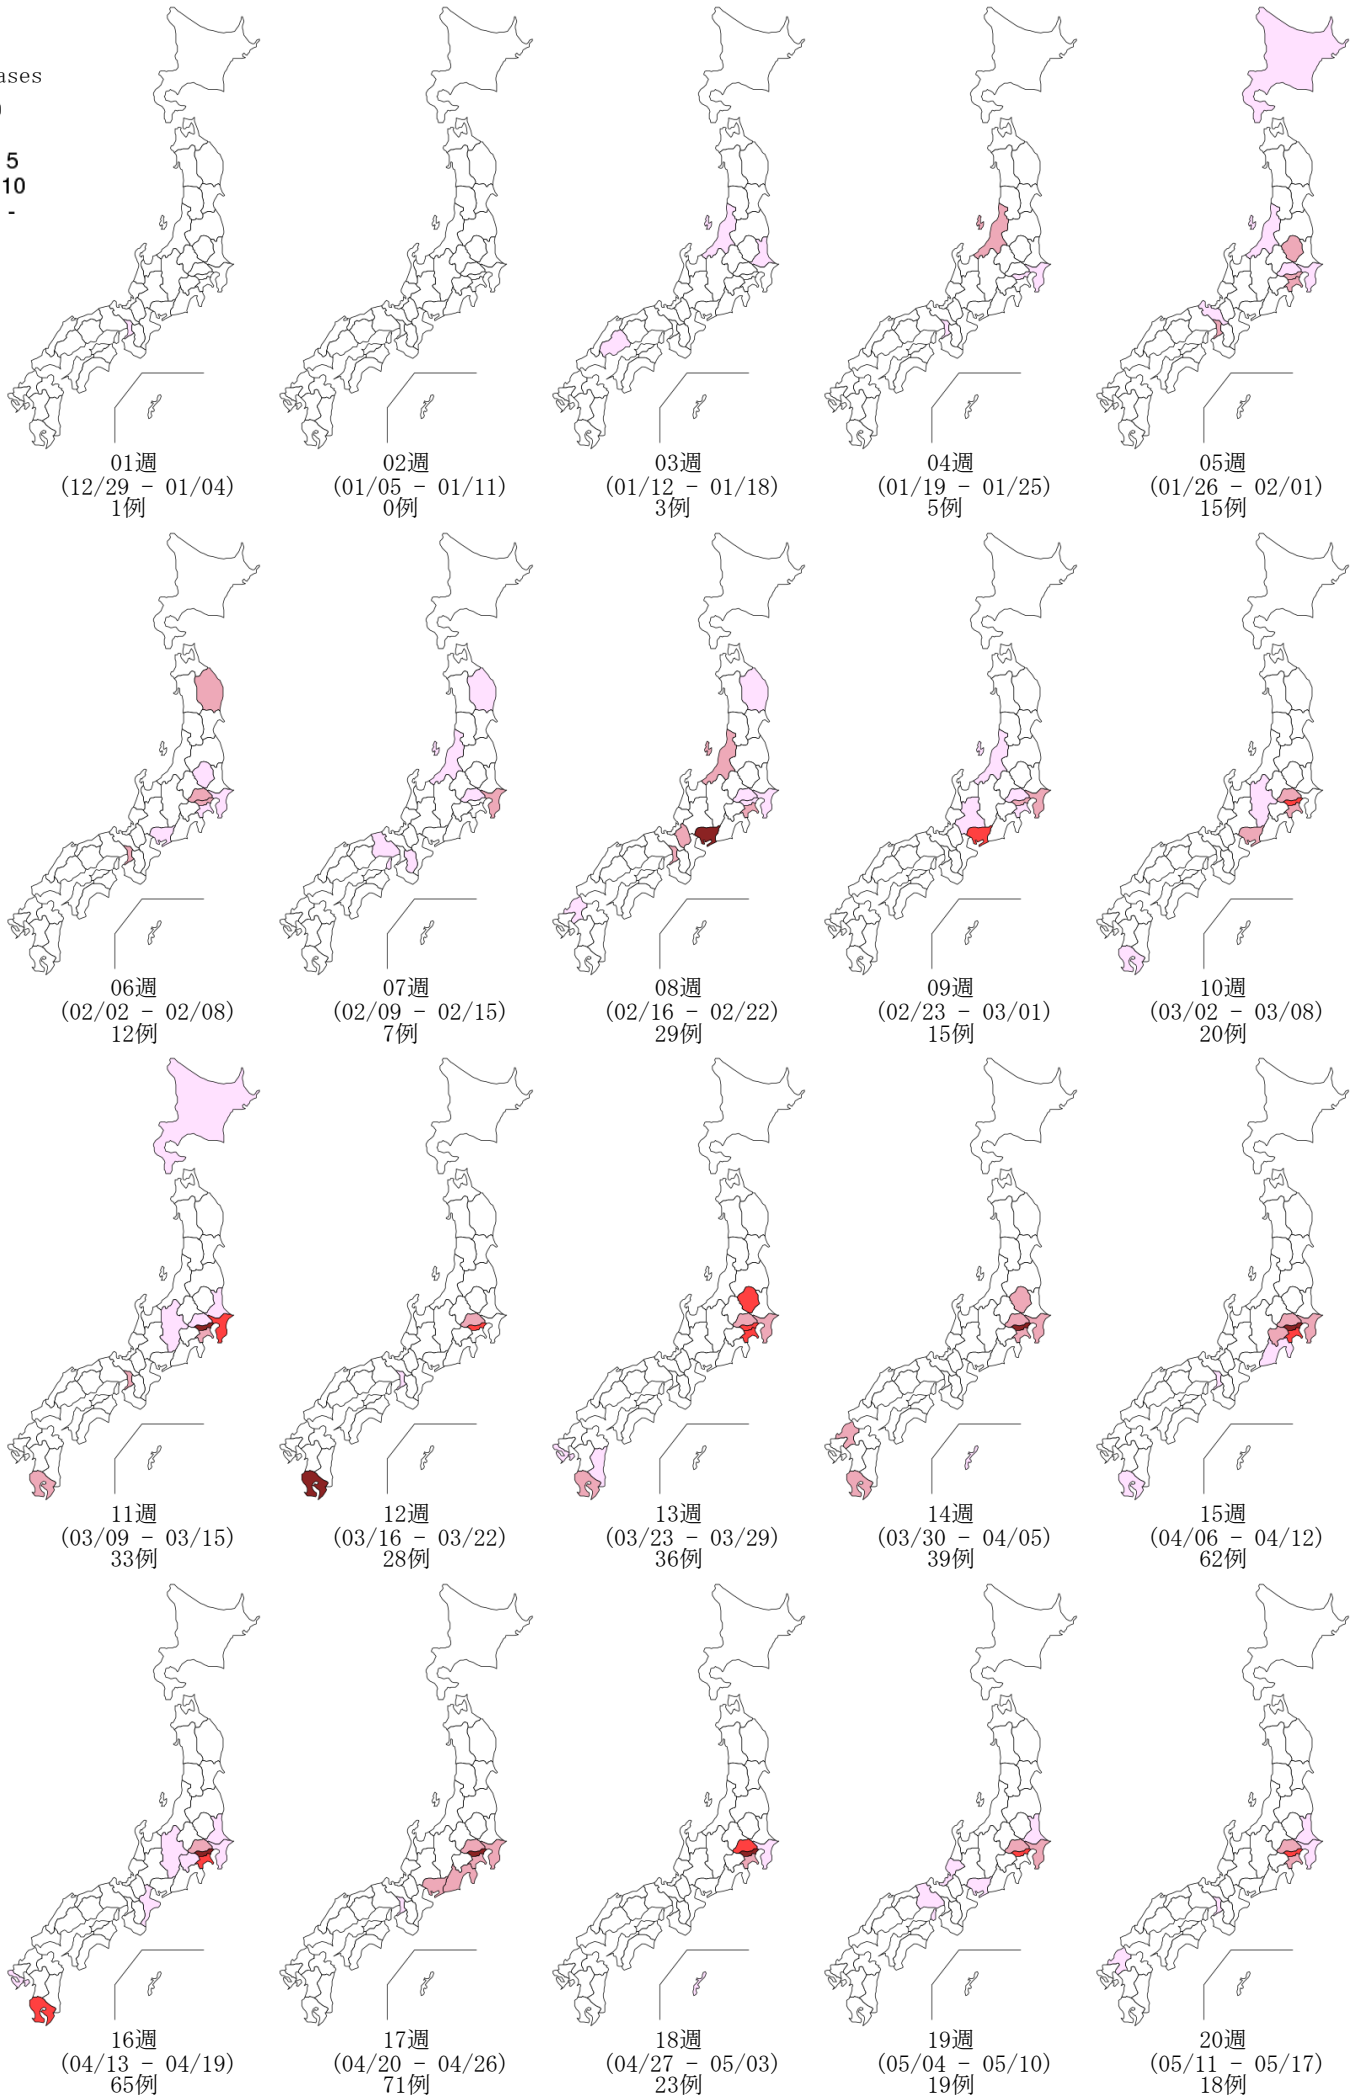 ases
5
10
-
01週
(12/29 - 01/04)
1例
02週
(01/05 - 01/11)
0例
03週
(01/12 - 01/18)
3例
04週
(01/19 - 01/25)
5例
05週
(01/26 - 02/01)
15例
06週
(02/02 - 02/08)
12例
07週
(02/09 - 02/15)
7例
08週
(02/16 - 02/22)
29例
09週
(02/23 - 03/01)
15例
10週
(03/02 - 03/08)
20例
11週
(03/09 - 03/15)
33例
12週
(03/16 - 03/22)
28例
13週
(03/23 - 03/29)
36例
14週
(03/30 - 04/05)
39例
15週
(04/06 - 04/12)
62例
16週
(04/13 - 04/19)
65例
17週
(04/20 - 04/26)
71例
18週
(04/27 - 05/03)
23例
19週
(05/04 - 05/10)
19例
20週
(05/11 - 05/17)
18例